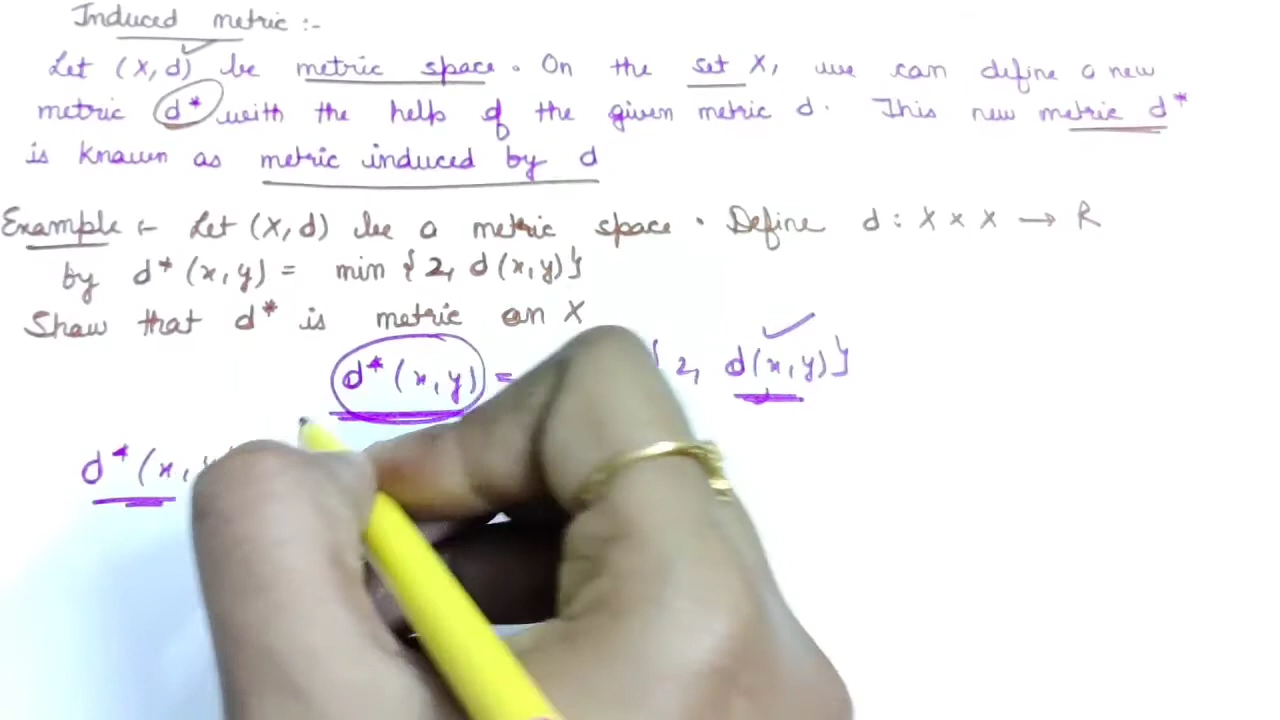 Induced metric :-
Let (X, d) be metric space. On the set X, we can define a new
metric d* with the help of the given metric d. This new metric d*
is known as metric induced by d
Example :- Let (X, d) be a metric space. Define d : X × X → R
by d*(x, y) = min {2, d(x, y)}
Show that d* is metric on X
d*(x, y) = { 2, d(x, y)}
d*(x,